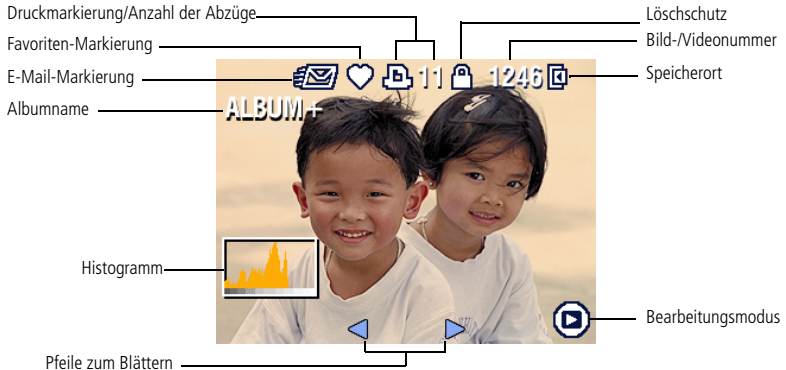 Druckmarkierung/Anzahl der Abzüge
Favoriten-Markierung
E-Mail-Markierung
Albumname
Löschschutz
Bild-/Videonummer
Speicherort
11 1246
ALBUM+
Histogramm
Bearbeitungsmodus
Pfeile zum Blättern